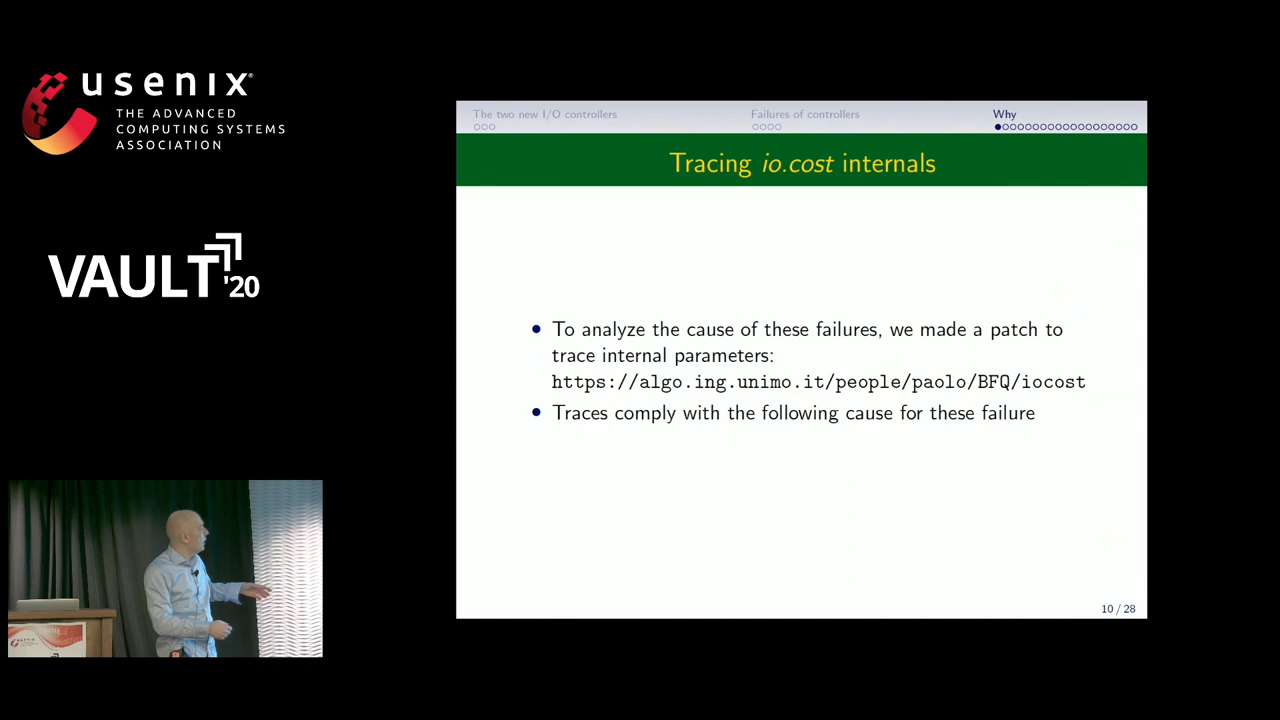 usenix®
THE ADVANCED
COMPUTING SYSTEMS
ASSOCIATION
VAULT '20
The two new I/O controllers
Failures of controllers
Why
Tracing io.cost internals
• To analyze the cause of these failures, we made a patch to
trace internal parameters:
https://algo.ing.unimo.it/people/paolo/BFQ/iocost
• Traces comply with the following cause for these failure
10 / 28
usenix